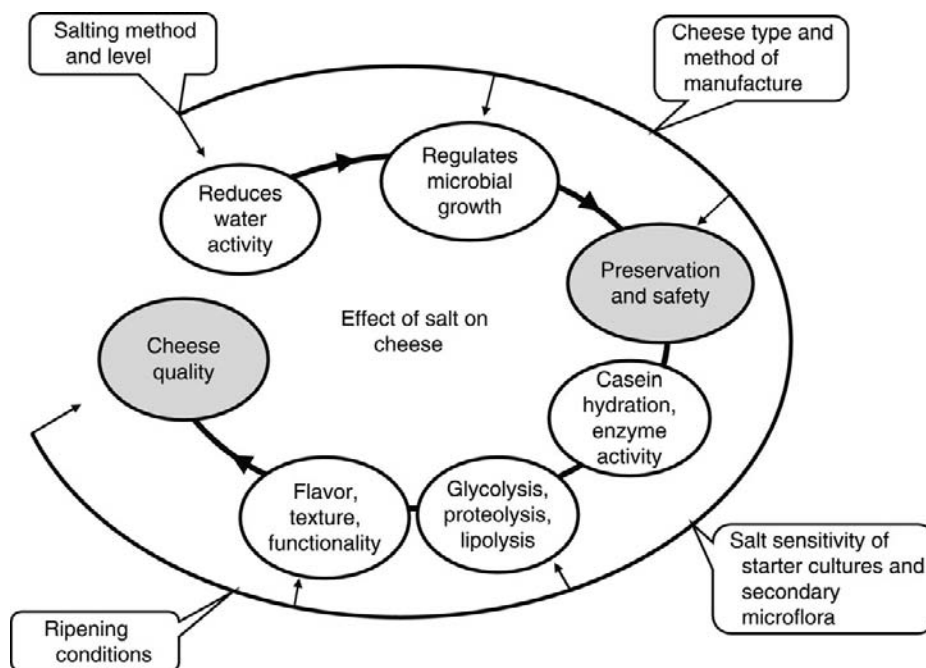 Salting method
and level
Cheese type and
method of
manufacture
Regulates
microbial
growth
Reduces
water
activity
Preservation
and safety
Effect of salt on
cheese
Cheese
quality
Casein
hydration,
enzyme
activity
Flavor,
texture,
functionality
Glycolysis,
proteolysis,
lipolysis
Salt sensitivity of
starter cultures and
secondary
microflora
Ripening
conditions